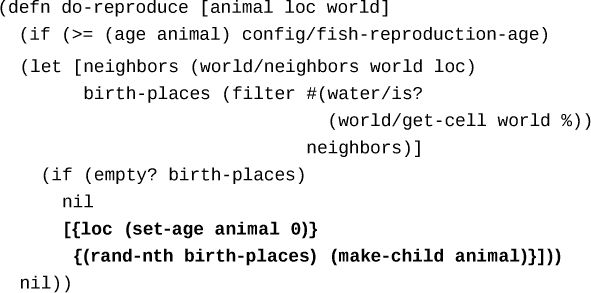 (defn do-reproduce [animal loc world]
  (if (>= (age animal) config/fish-reproduction-age)
  (let [neighbors (world/neighbors world loc)
        birth-places (filter #(water/is?
                               (world/get-cell world %))
                             neighbors)]
    (if (empty? birth-places)
      nil
      [{loc (set-age animal 0)}
       {(rand-nth birth-places) (make-child animal)}]))
  nil))